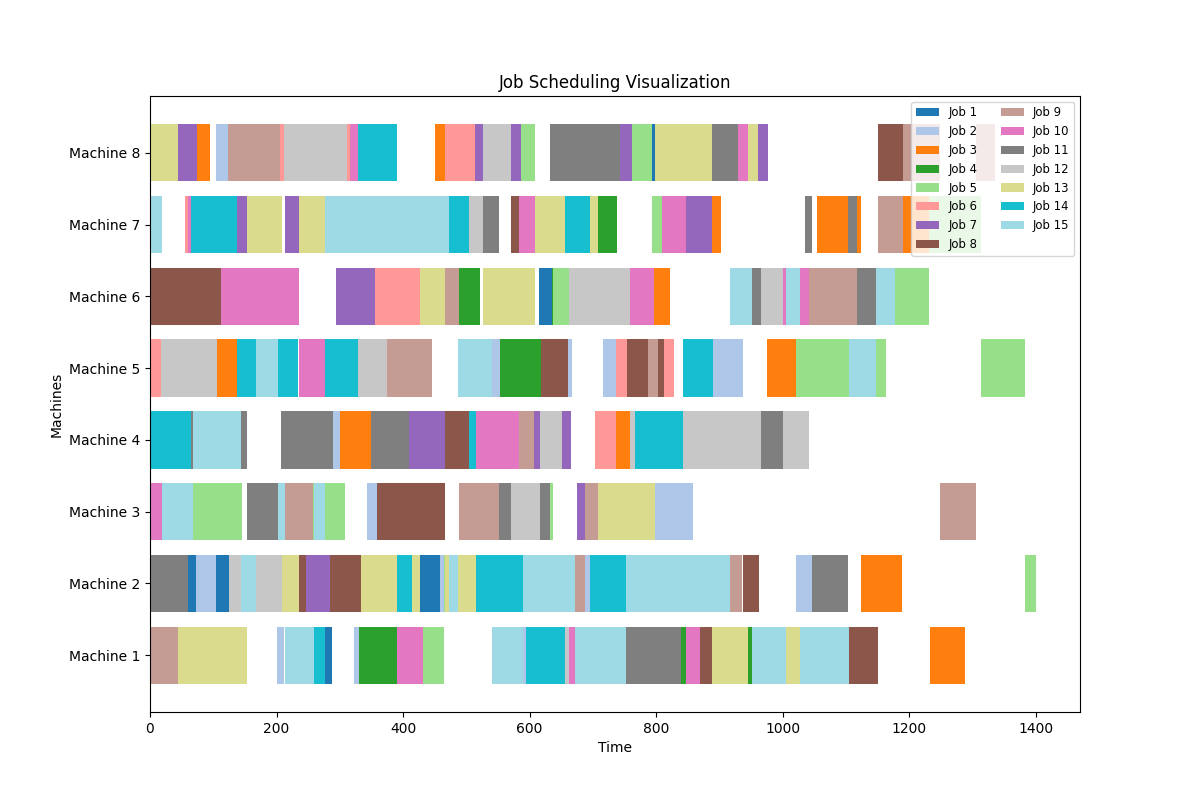 Job Scheduling Visualization
Job 1
Job 2
Job 3
Job 4
Job 5
Job 6
Job 7
Job 8
Job 9
Job 10
Job 11
Job 12
Job 13
Job 14
Job 15
Machine 8
Machine 7
Machine 6
Machine 5
Machine 4
Machine 3
Machine 2
Machine 1
Machines
0 200 400 600 800 1000 1200 1400
Time